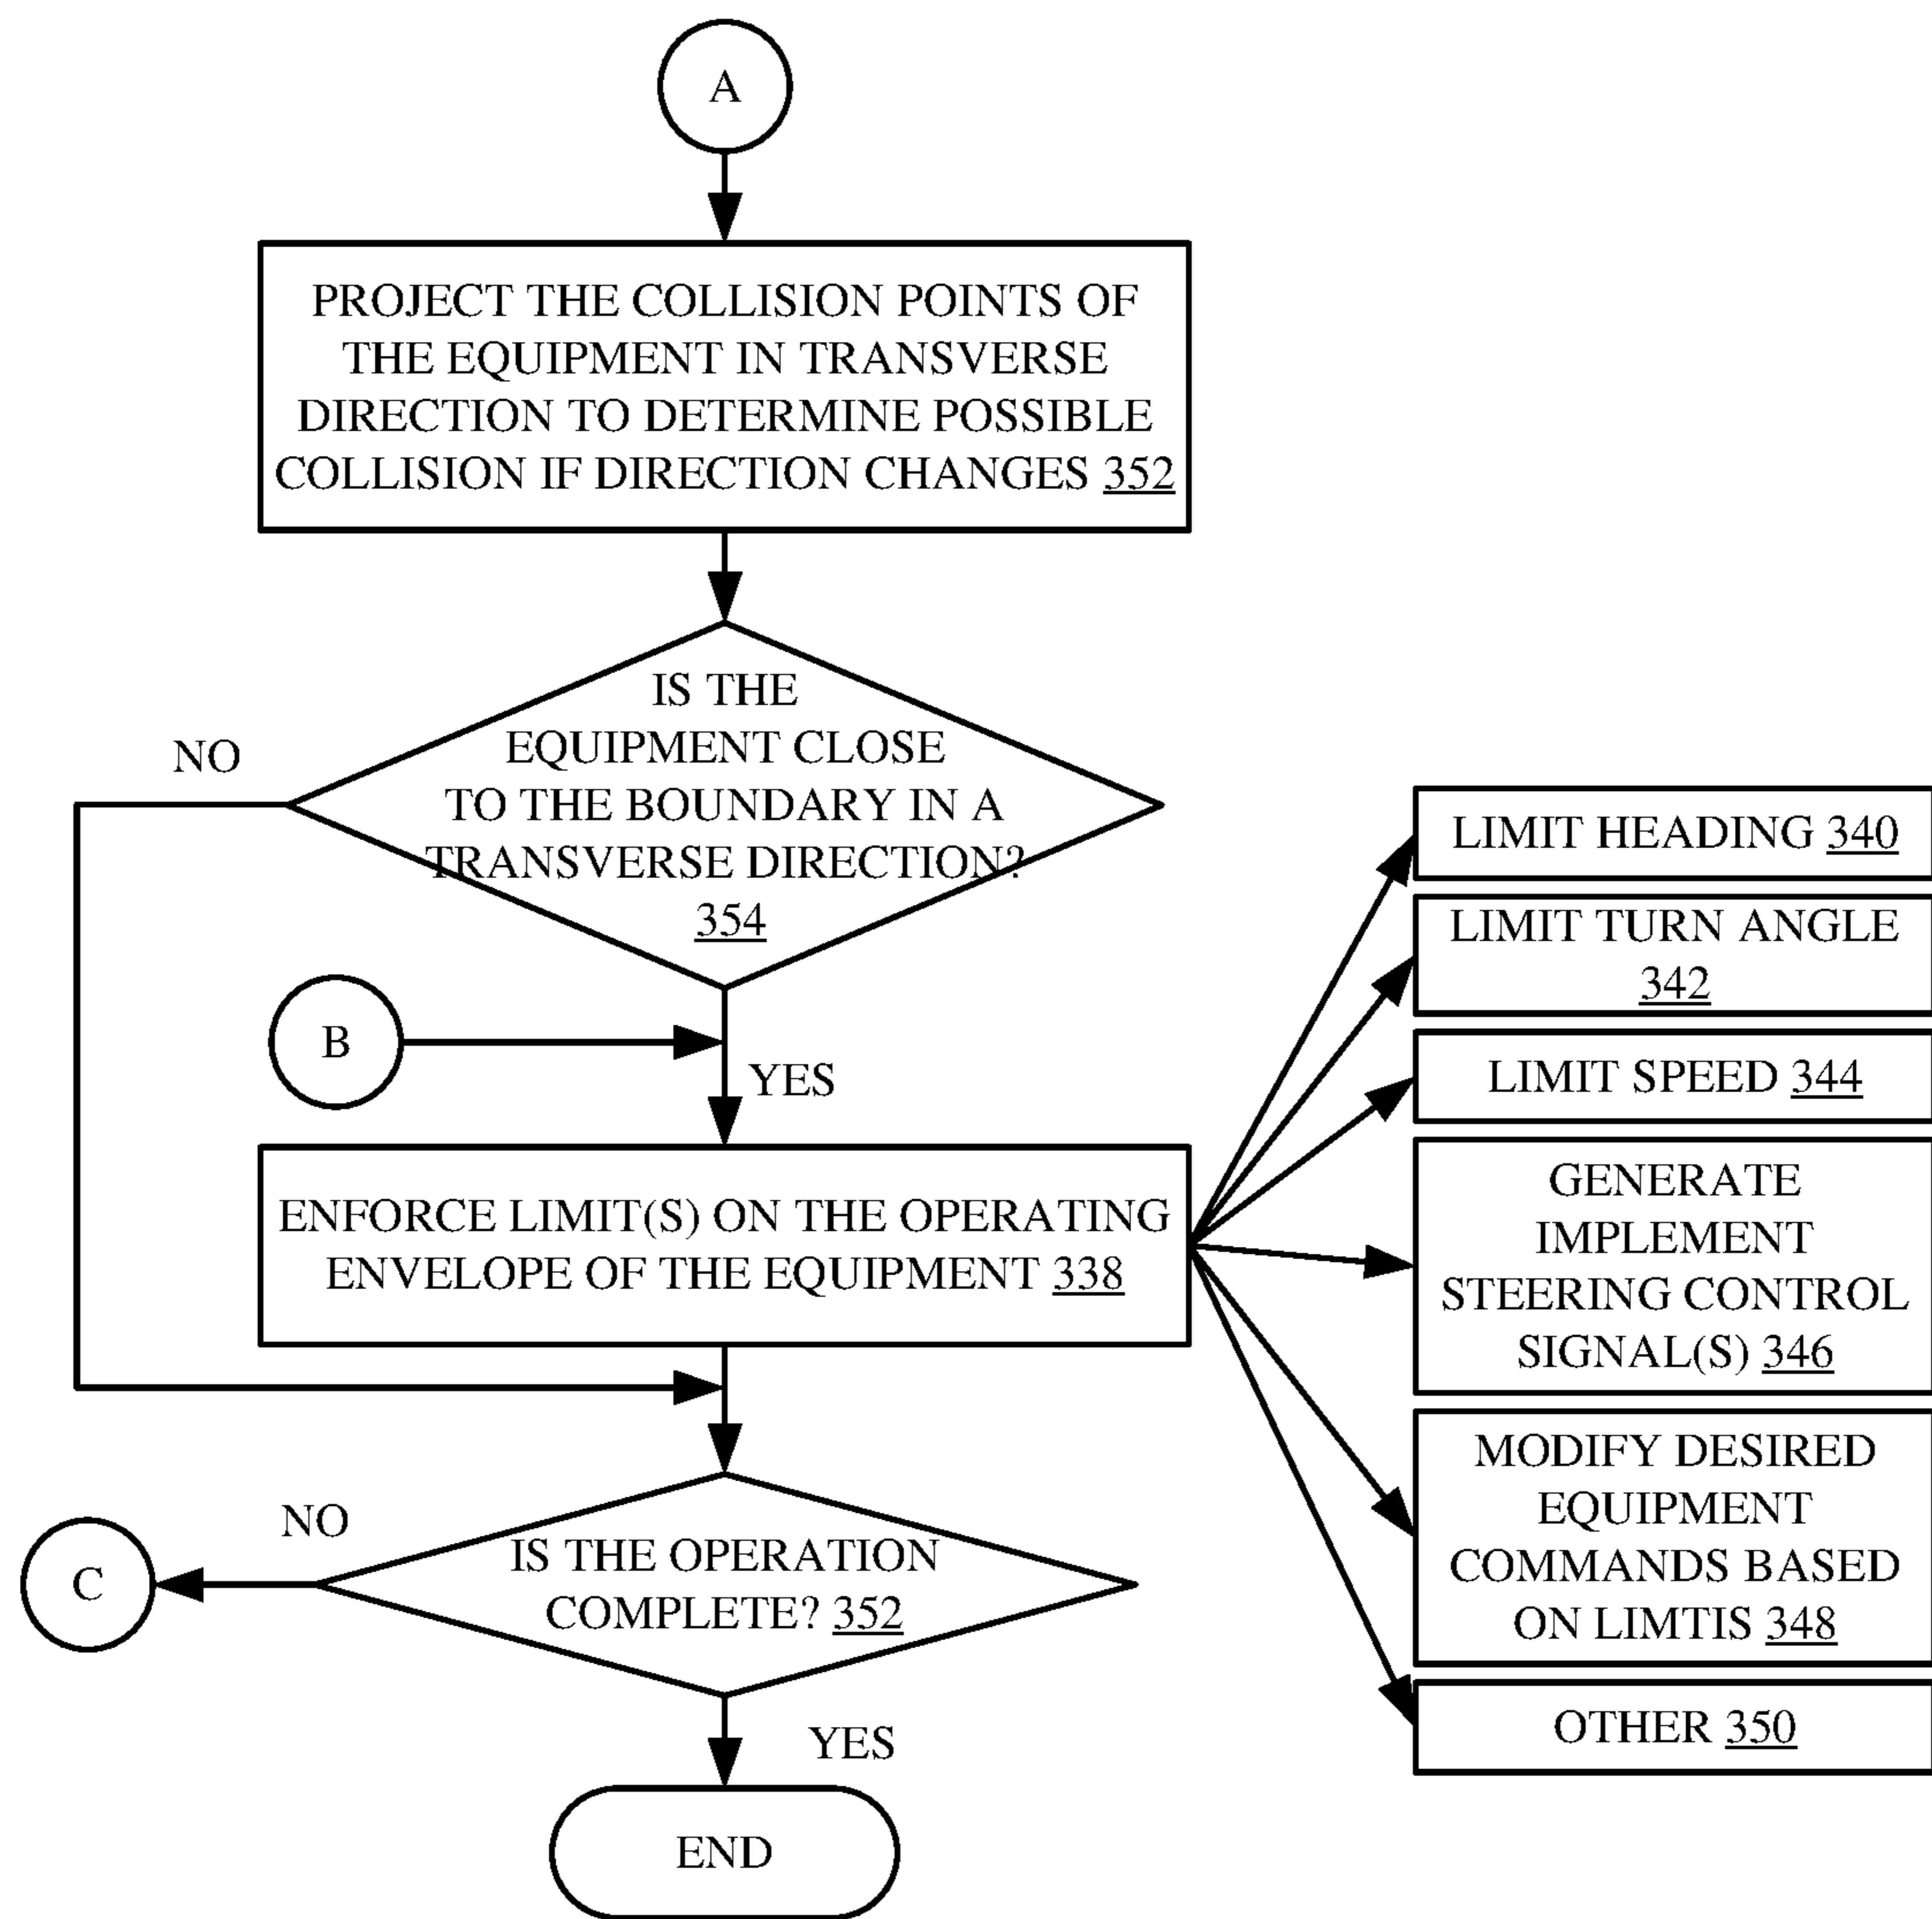 A
PROJECT THE COLLISION POINTS OF
THE EQUIPMENT IN TRANSVERSE
DIRECTION TO DETERMINE POSSIBLE
COLLISION IF DIRECTION CHANGES 352
IS THE
EQUIPMENT CLOSE
TO THE BOUNDARY IN A
TRANSVERSE DIRECTION?
354
NO
B
YES
ENFORCE LIMIT(S) ON THE OPERATING
ENVELOPE OF THE EQUIPMENT 338
LIMIT HEADING 340
LIMIT TURN ANGLE
342
LIMIT SPEED 344
GENERATE
IMPLEMENT
STEERING CONTROL
SIGNAL(S) 346
MODIFY DESIRED
EQUIPMENT
COMMANDS BASED
ON LIMTIS 348
OTHER 350
IS THE OPERATION
COMPLETE? 352
NO
C
YES
END